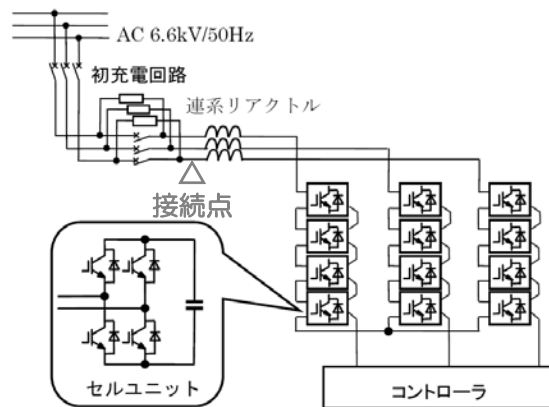 AC 6.6kV/50Hz
初充電回路
連系リアクトル
接続点
セルユニット
コントローラ